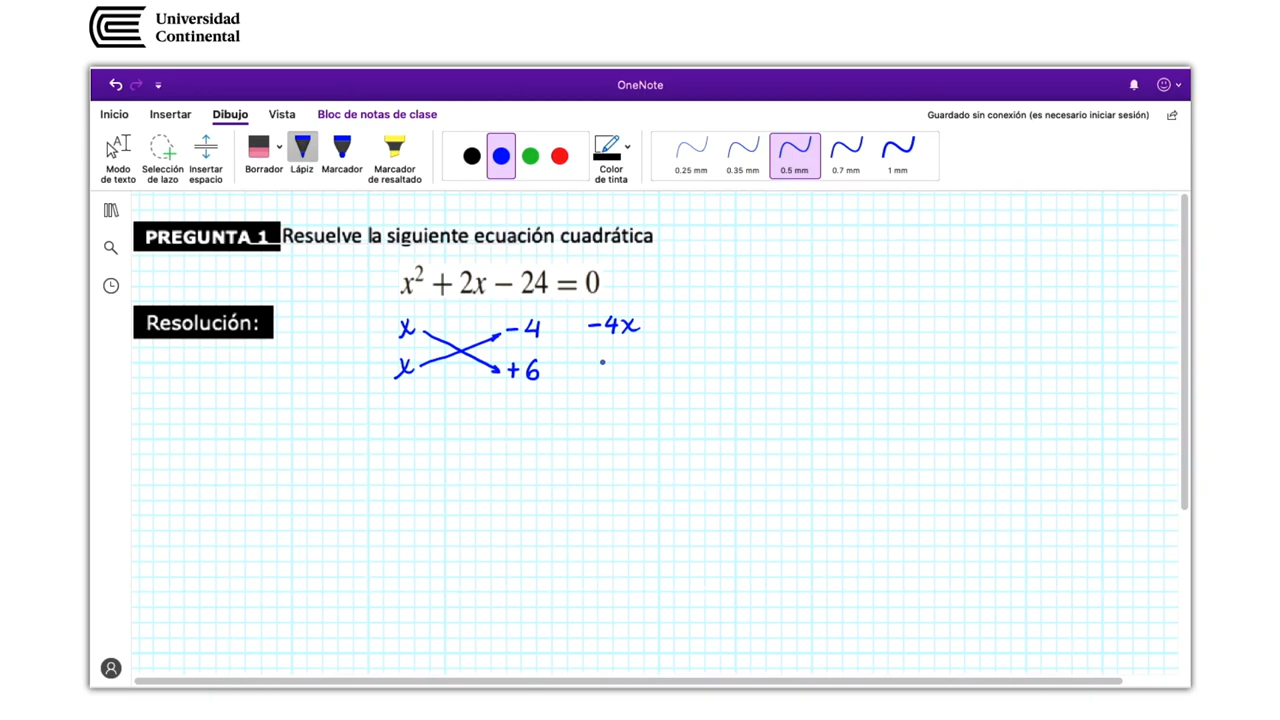 Universidad
Continental
OneNote
Inicio Insertar Dibujo Vista Bloc de notas de clase
Guardado sin conexión (es necesario iniciar sesión)
Modo de texto
Selección de lazo
Insertar espacio
Borrador
Lápiz
Marcador
Marcador de resaltado
Color de tinta
0.25 mm
0.35 mm
0.5 mm
0.7 mm
1 mm
PREGUNTA 1 Resuelve la siguiente ecuación cuadrática
x² + 2x − 24 = 0
Resolución:
x −4 −4x
x +6